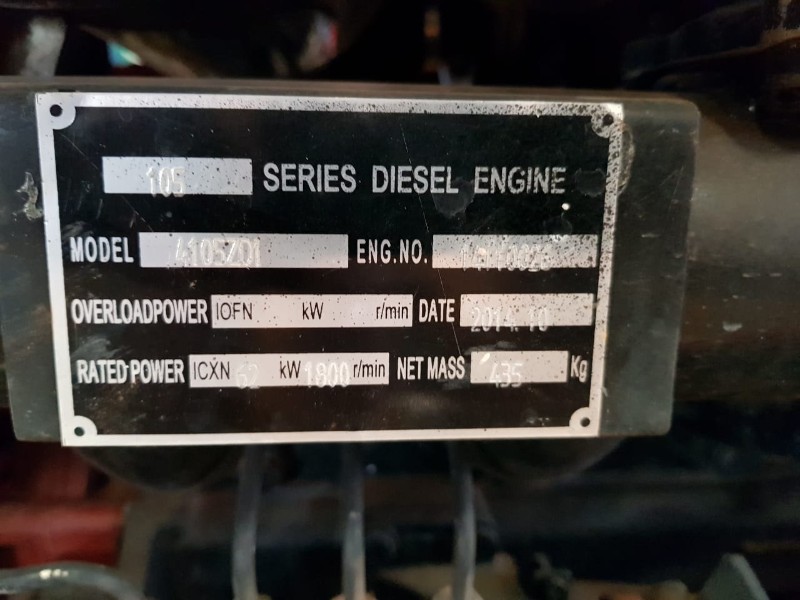 105 SERIES DIESEL ENGINE
MODEL 4105ZD1 ENG.NO.
OVERLOADPOWER IOFN kW r/min DATE 2014.10
RATED POWER ICXN 62 kW 1800 r/min NET MASS 435 Kg